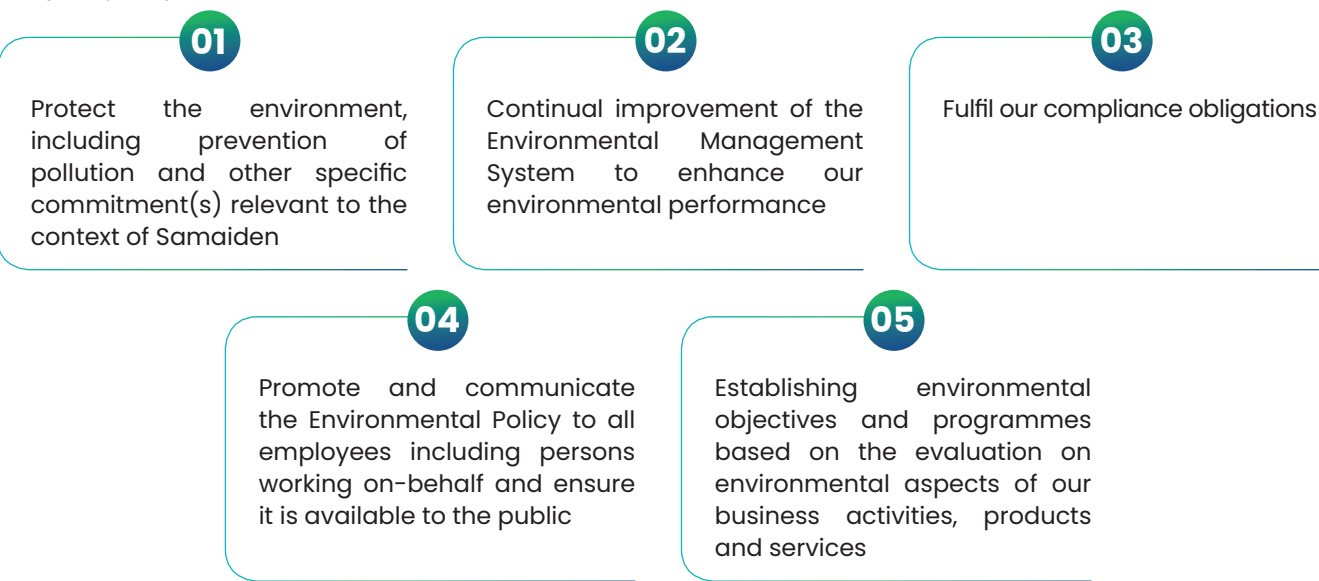 01
Protect the environment,
including prevention of
pollution and other specific
commitment(s) relevant to the
context of Samaiden
02
Continual improvement of the
Environmental Management
System to enhance our
environmental performance
03
Fulfil our compliance obligations
04
Promote and communicate
the Environmental Policy to all
employees including persons
working on-behalf and ensure
it is available to the public
05
Establishing environmental
objectives and programmes
based on the evaluation on
environmental aspects of our
business activities, products
and services